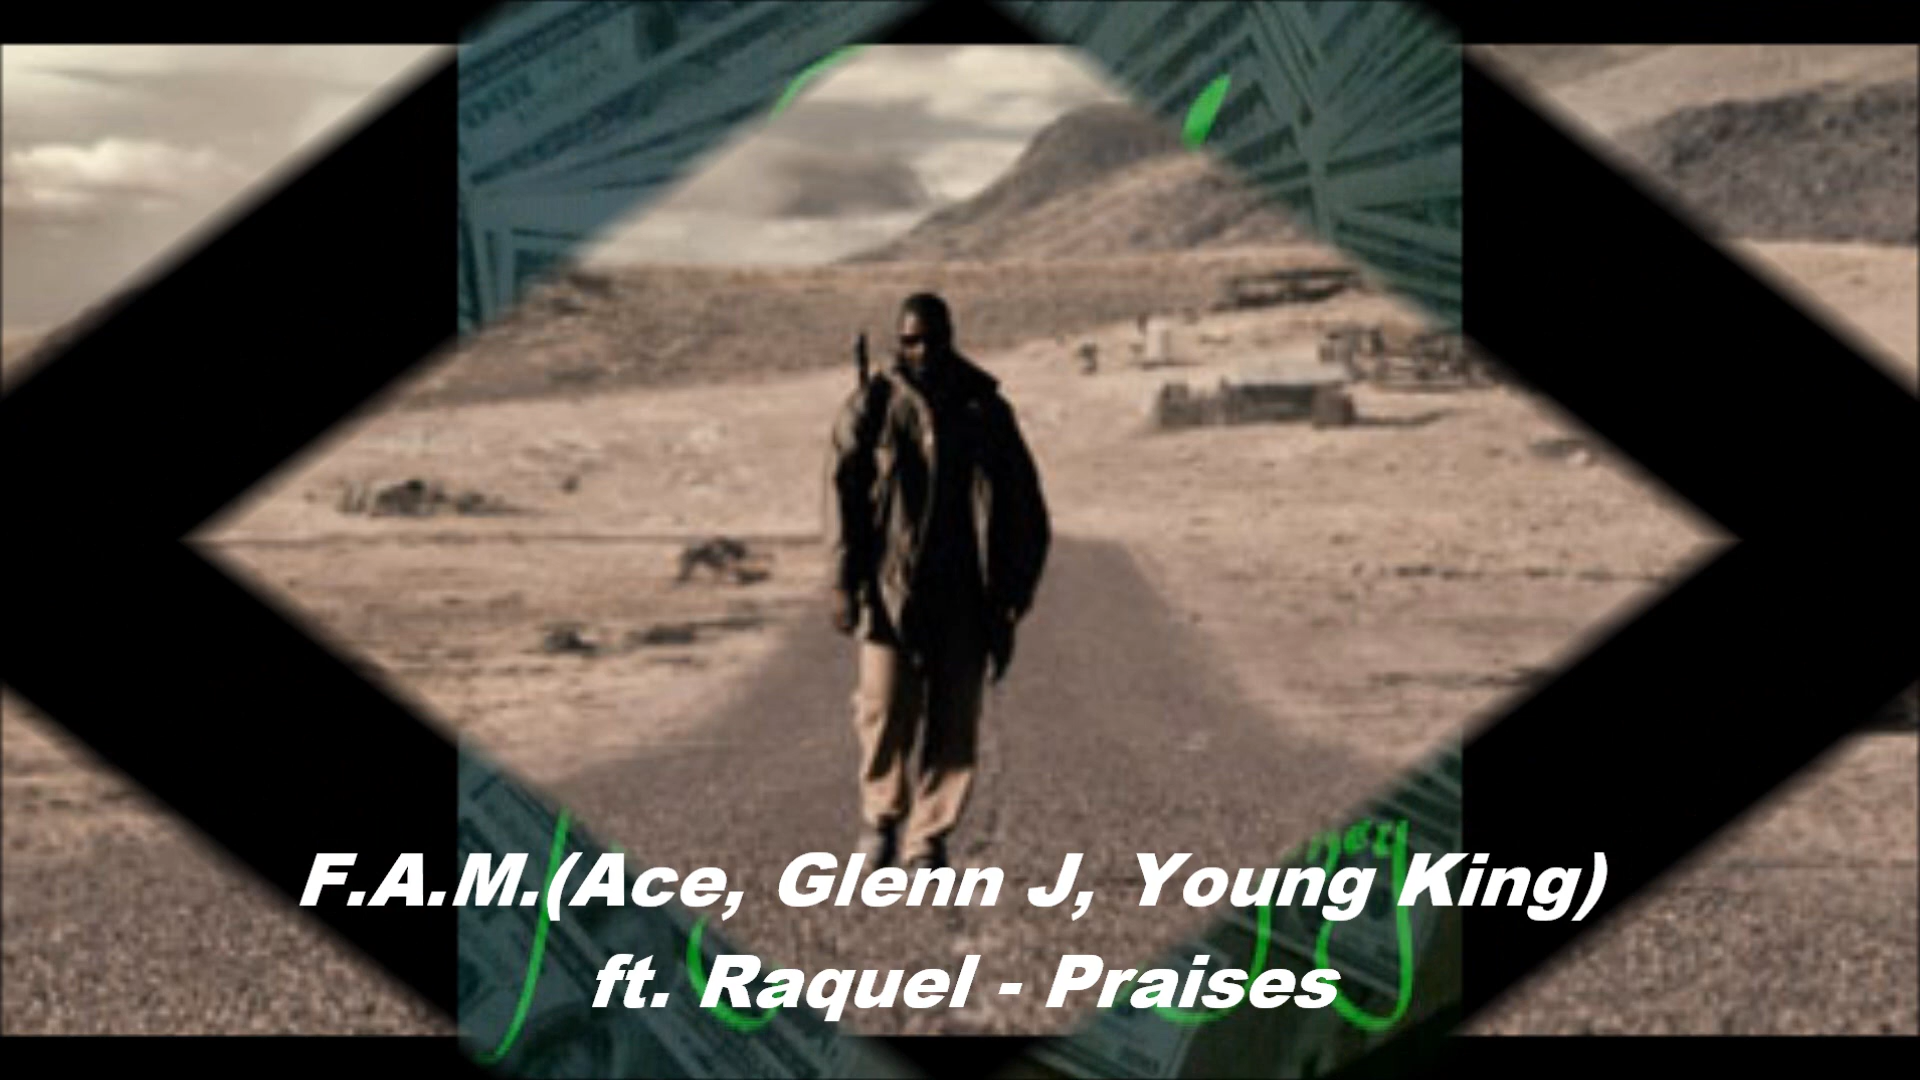 F.A.M.(Ace, Glenn J, Young King)
ft. Raquel - Praises